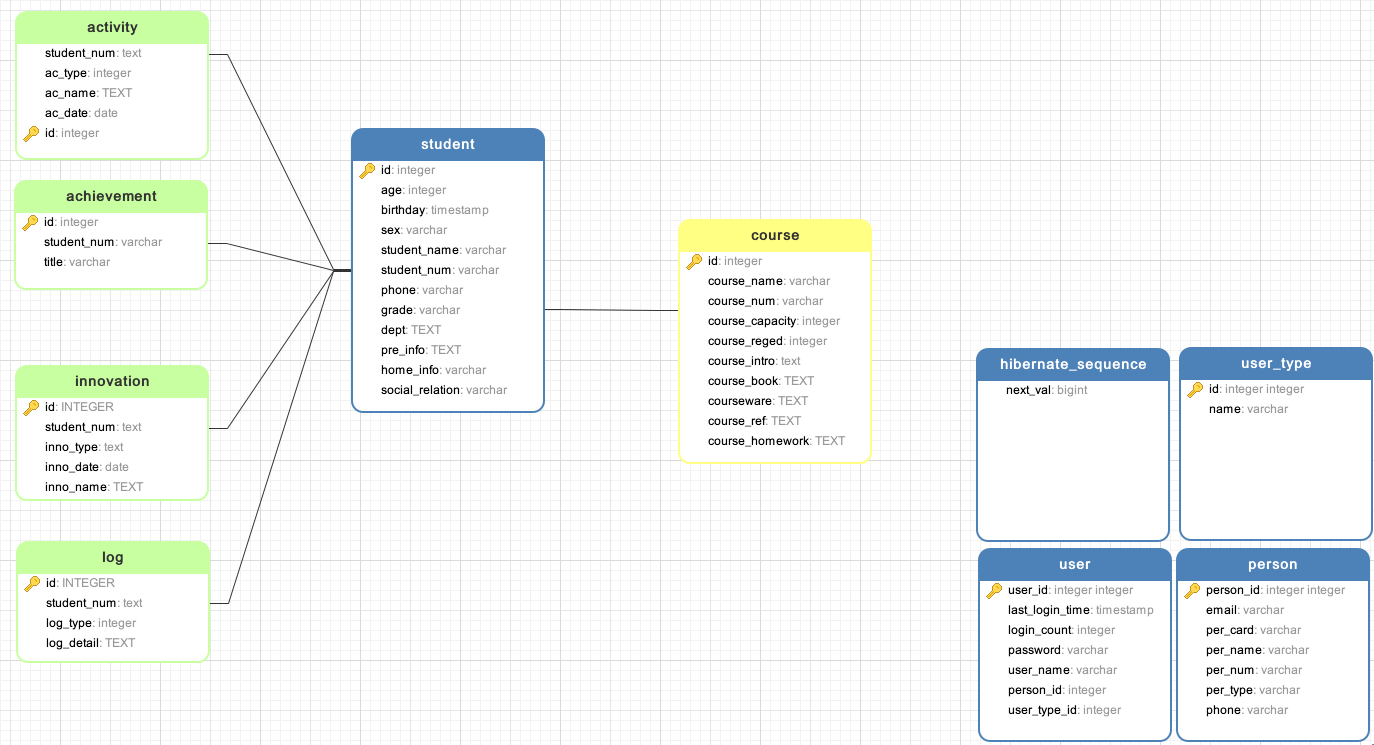 activity
student_num: text
ac_type: integer
ac_name: TEXT
ac_date: date
id: integer
achievement
id: integer
student_num: varchar
title: varchar
innovation
id: INTEGER
student_num: text
inno_type: text
inno_date: date
inno_name: TEXT
log
id: INTEGER
student_num: text
log_type: integer
log_detail: TEXT
student
id: integer
age: integer
birthday: timestamp
sex: varchar
student_name: varchar
student_num: varchar
phone: varchar
grade: varchar
dept: TEXT
pre_info: TEXT
home_info: varchar
social_relation: varchar
course
id: integer
course_name: varchar
course_num: varchar
course_capacity: integer
course_reged: integer
course_intro: text
course_book: TEXT
courseware: TEXT
course_ref: TEXT
course_homework: TEXT
hibernate_sequence
next_val: bigint
user_type
id: integer integer
name: varchar
user
user_id: integer integer
last_login_time: timestamp
login_count: integer
password: varchar
user_name: varchar
person_id: integer
user_type_id: integer
person
person_id: integer integer
email: varchar
per_card: varchar
per_name: varchar
per_num: varchar
per_type: varchar
phone: varchar